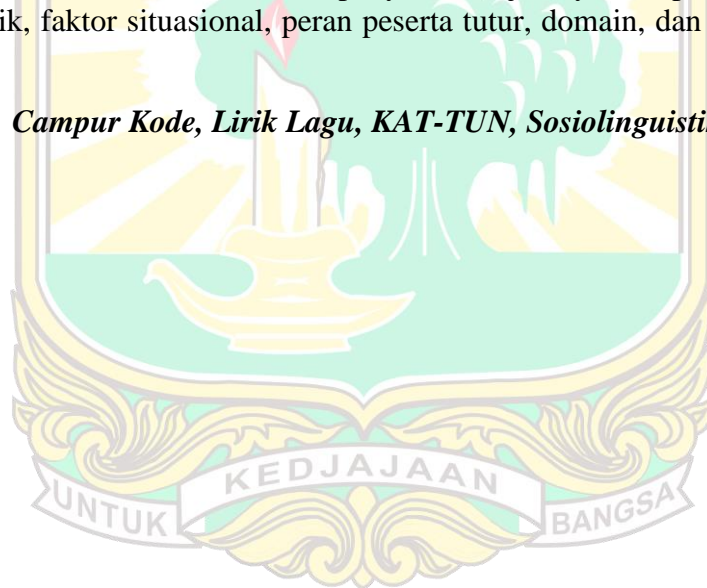 ik, faktor situasional, peran peserta tutur, domain, dan
Campur Kode, Lirik Lagu, KAT-TUN, Sosiolinguisti
UNTUK KEDJAJAAN BANGSA